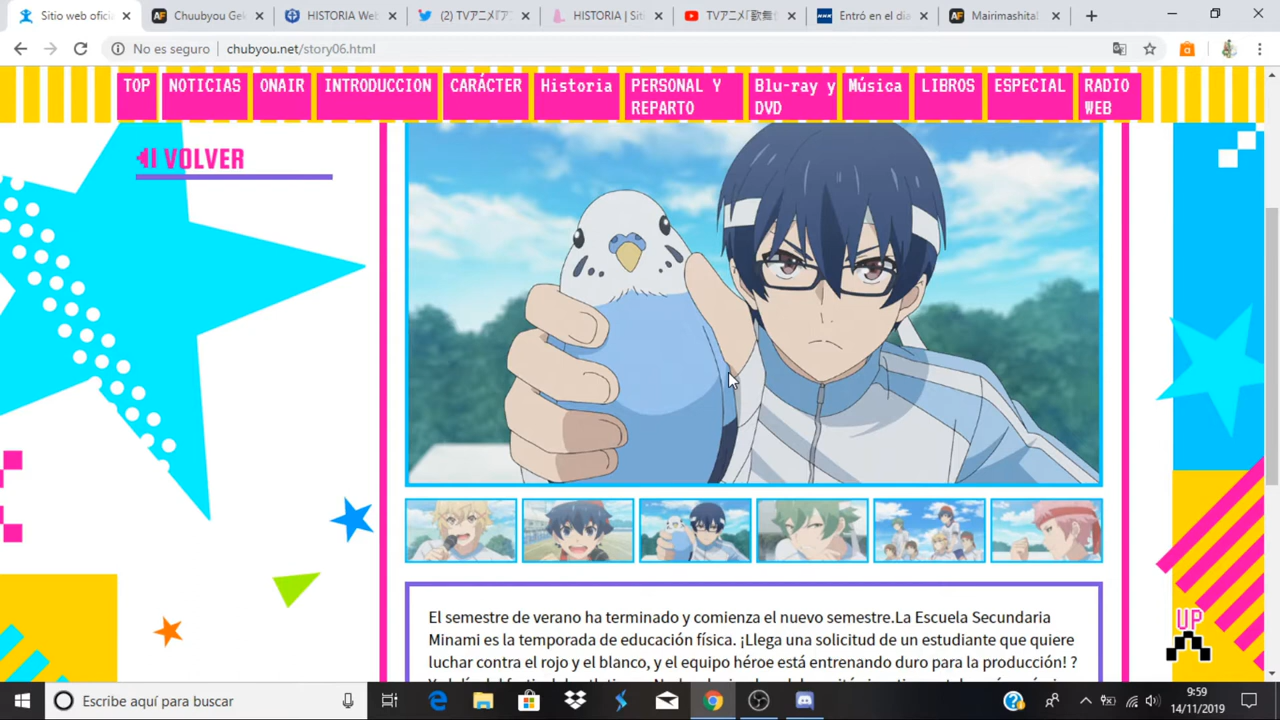 Sitio web ofici
Chuubyou Gek
HISTORIA Web
(2) TVアニメ『ア
HISTORIA | Siti
TVアニメ『歌舞伎
Entró en el dia
Mairimashita!
No es seguro
chubyou.net/story06.html
TOP
NOTICIAS
ONAIR
INTRODUCCION
CARÁCTER
Historia
PERSONAL Y
REPARTO
Blu-ray y
DVD
Música
LIBROS
ESPECIAL
RADIO
WEB
VOLVER
El semestre de verano ha terminado y comienza el nuevo semestre.La Escuela Secundaria
Minami es la temporada de educación física. ¡Llega una solicitud de un estudiante que quiere
luchar contra el rojo y el blanco, y el equipo héroe está entrenando duro para la producción! ?
UP
Escribe aquí para buscar
9:59
14/11/2019